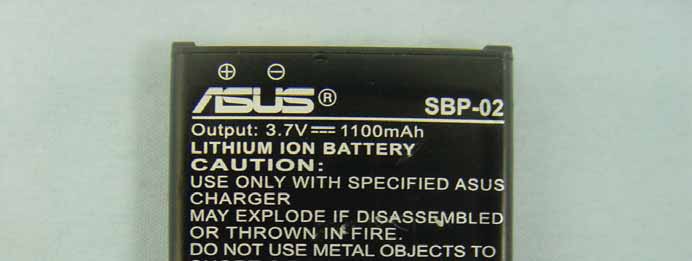 ⊕ ⊖
ASUS® SBP-02
Output: 3.7V⎓1100mAh
LITHIUM ION BATTERY
CAUTION:
USE ONLY WITH SPECIFIED ASUS
CHARGER
MAY EXPLODE IF DISASSEMBLED
OR THROWN IN FIRE.
DO NOT USE METAL OBJECTS TO